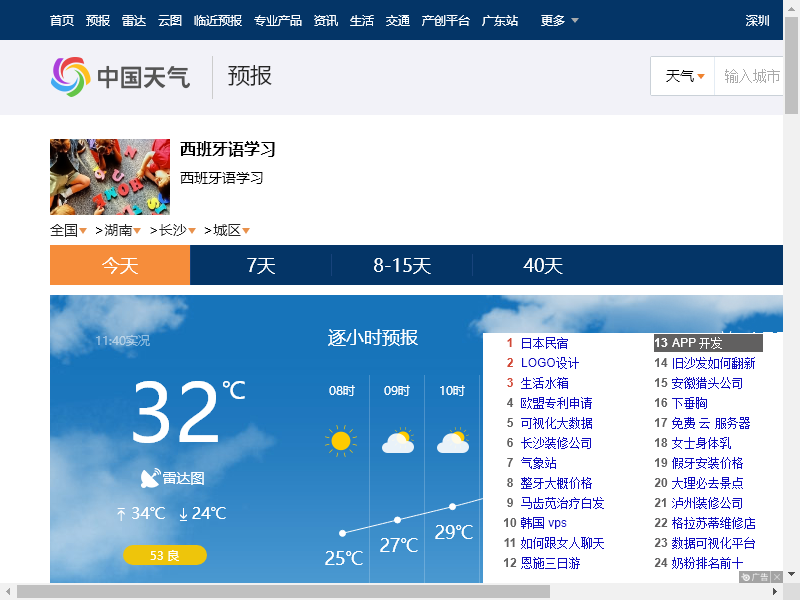 首页 预报 雷达 云图 临近预报 专业产品 资讯 生活 交通 产创平台 广东站 更多 深圳
中国天气 预报
天气 输入城市
西班牙语学习
西班牙语学习
全国 >湖南 >长沙 >城区
今天 7天 8-15天 40天
11:40实况
32℃
雷达图
34℃ 24℃
53 良
逐小时预报
08时 09时 10时
25℃ 27℃ 29℃
1 日本民宿
2 LOGO设计
3 生活水箱
4 欧盟专利申请
5 可视化大数据
6 长沙装修公司
7 气象站
8 整牙大概价格
9 马齿苋治疗白发
10 韩国 vps
11 如何跟女人聊天
12 恩施三日游
13 APP 开发
14 旧沙发如何翻新
15 安徽猎头公司
16 下垂胸
17 免费 云 服务器
18 女士身体乳
19 假牙安装价格
20 大理必去景点
21 泸州装修公司
22 格拉苏蒂维修店
23 数据可视化平台
24 奶粉排名前十
广告